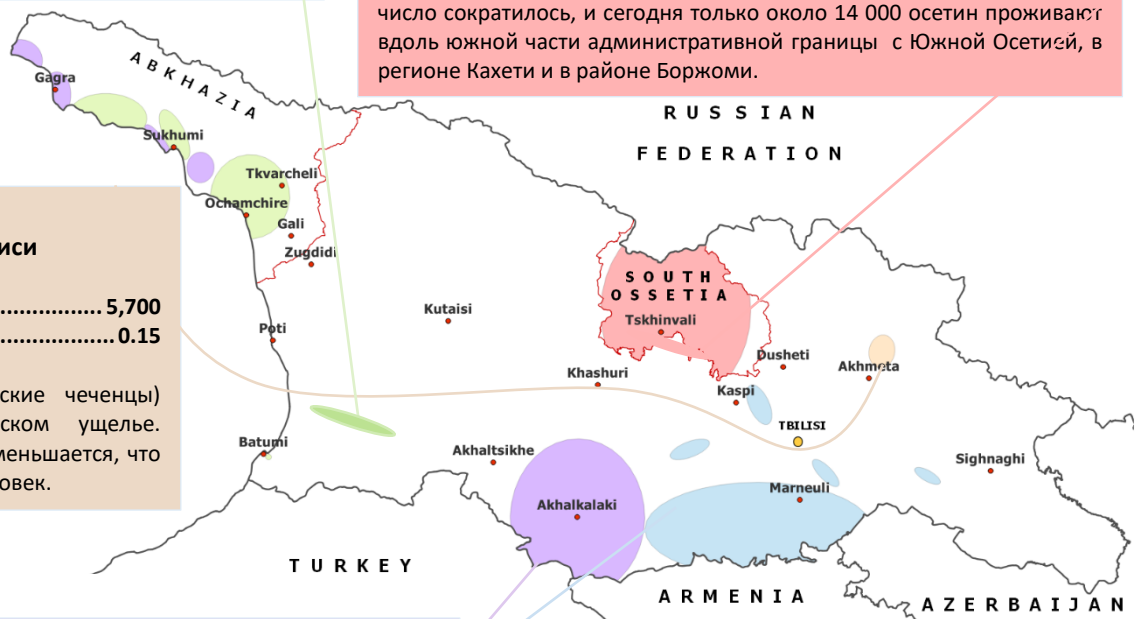 число сократилось, и сегодня только около 14 000 осетин проживают
вдоль южной части административной границы с Южной Осетией, в
регионе Кахети и в районе Боржоми.
ABKHAZIA
Gagra
Sukhumi
Tkvarcheli
Ochamchire
Gali
Zugdidi
RUSSIAN
FEDERATION
иси
5,700
0.15
ские чеченцы)
ском ущелье.
меньшается, что
овек.
SOUTH
OSSETIA
Tskhinvali
Kutaisi
Poti
Khashuri
Dusheti
Akhmeta
Kaspi
TBILISI
Batumi
Akhaltsikhe
Sighnaghi
Marneuli
Akhalkalaki
TURKEY
ARMENIA
AZERBAIJAN